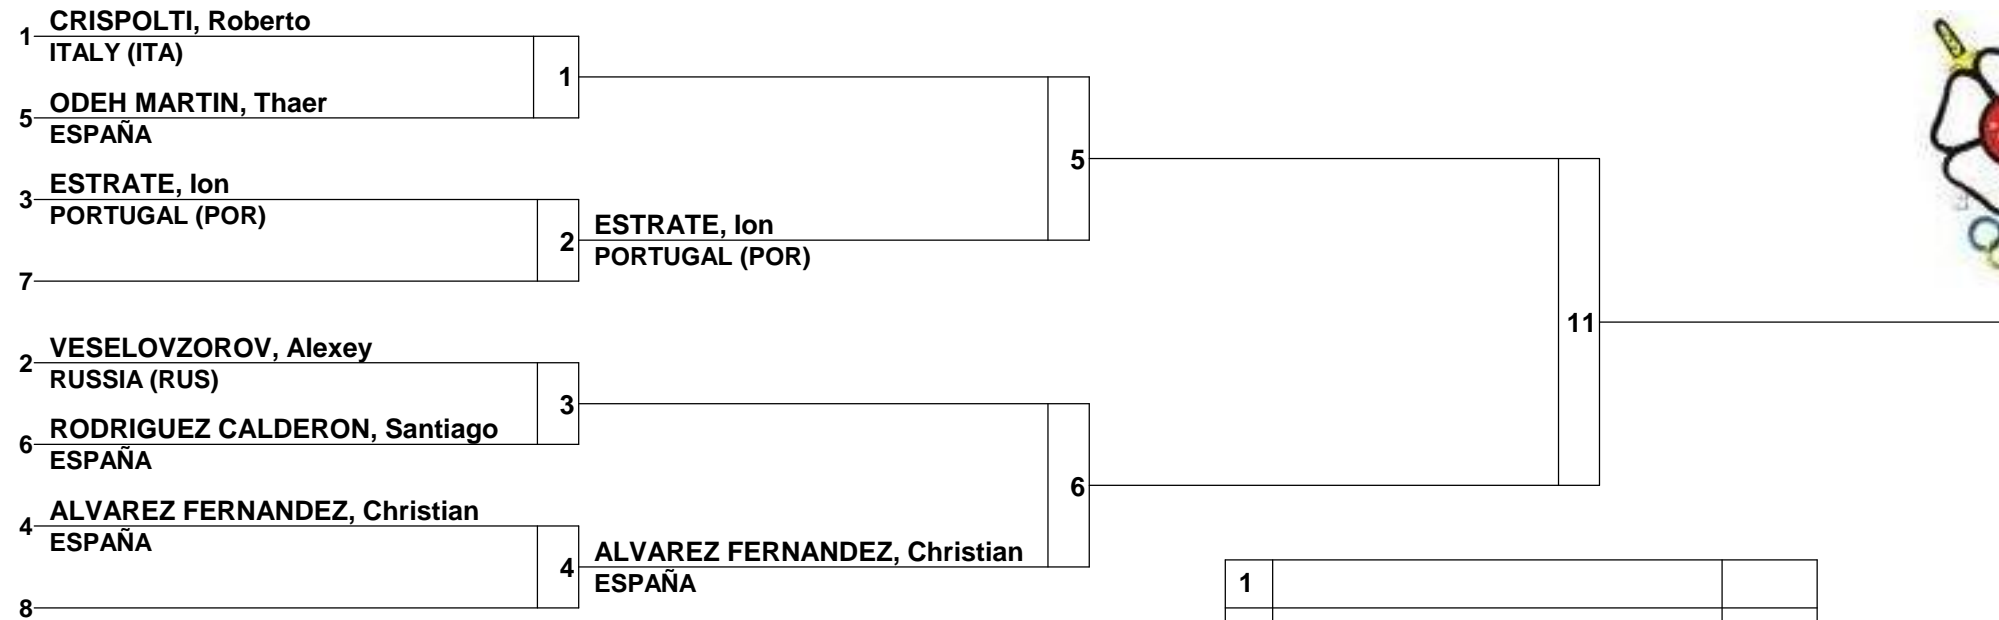 CRISPOLTI, Roberto
1
ITALY (ITA)
1
ODEH MARTIN, Thaer
5
ESPAÑA
5
ESTRATE, Ion
3
PORTUGAL (POR)
2
ESTRATE, Ion
PORTUGAL (POR)
7
11
VESELOVZOROV, Alexey
2
RUSSIA (RUS)
3
RODRIGUEZ CALDERON, Santiago
6
ESPAÑA
6
ALVAREZ FERNANDEZ, Christian
4
ESPAÑA
4
ALVAREZ FERNANDEZ, Christian
ESPAÑA
8
1